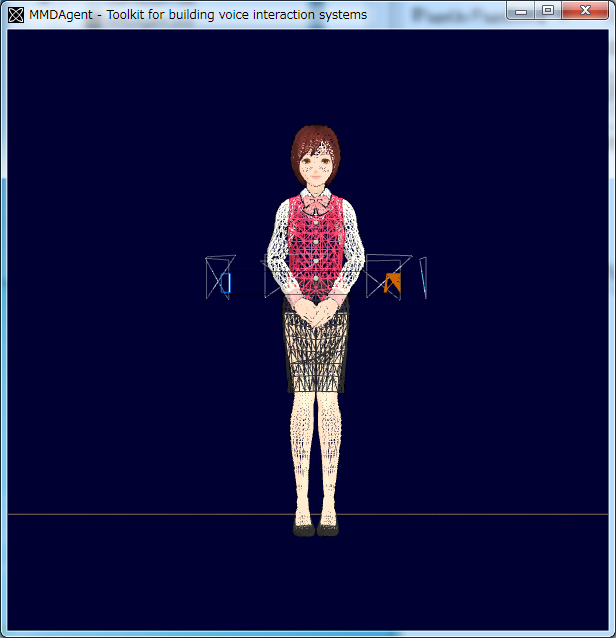 MMDAgent - Toolkit for building voice interaction systems